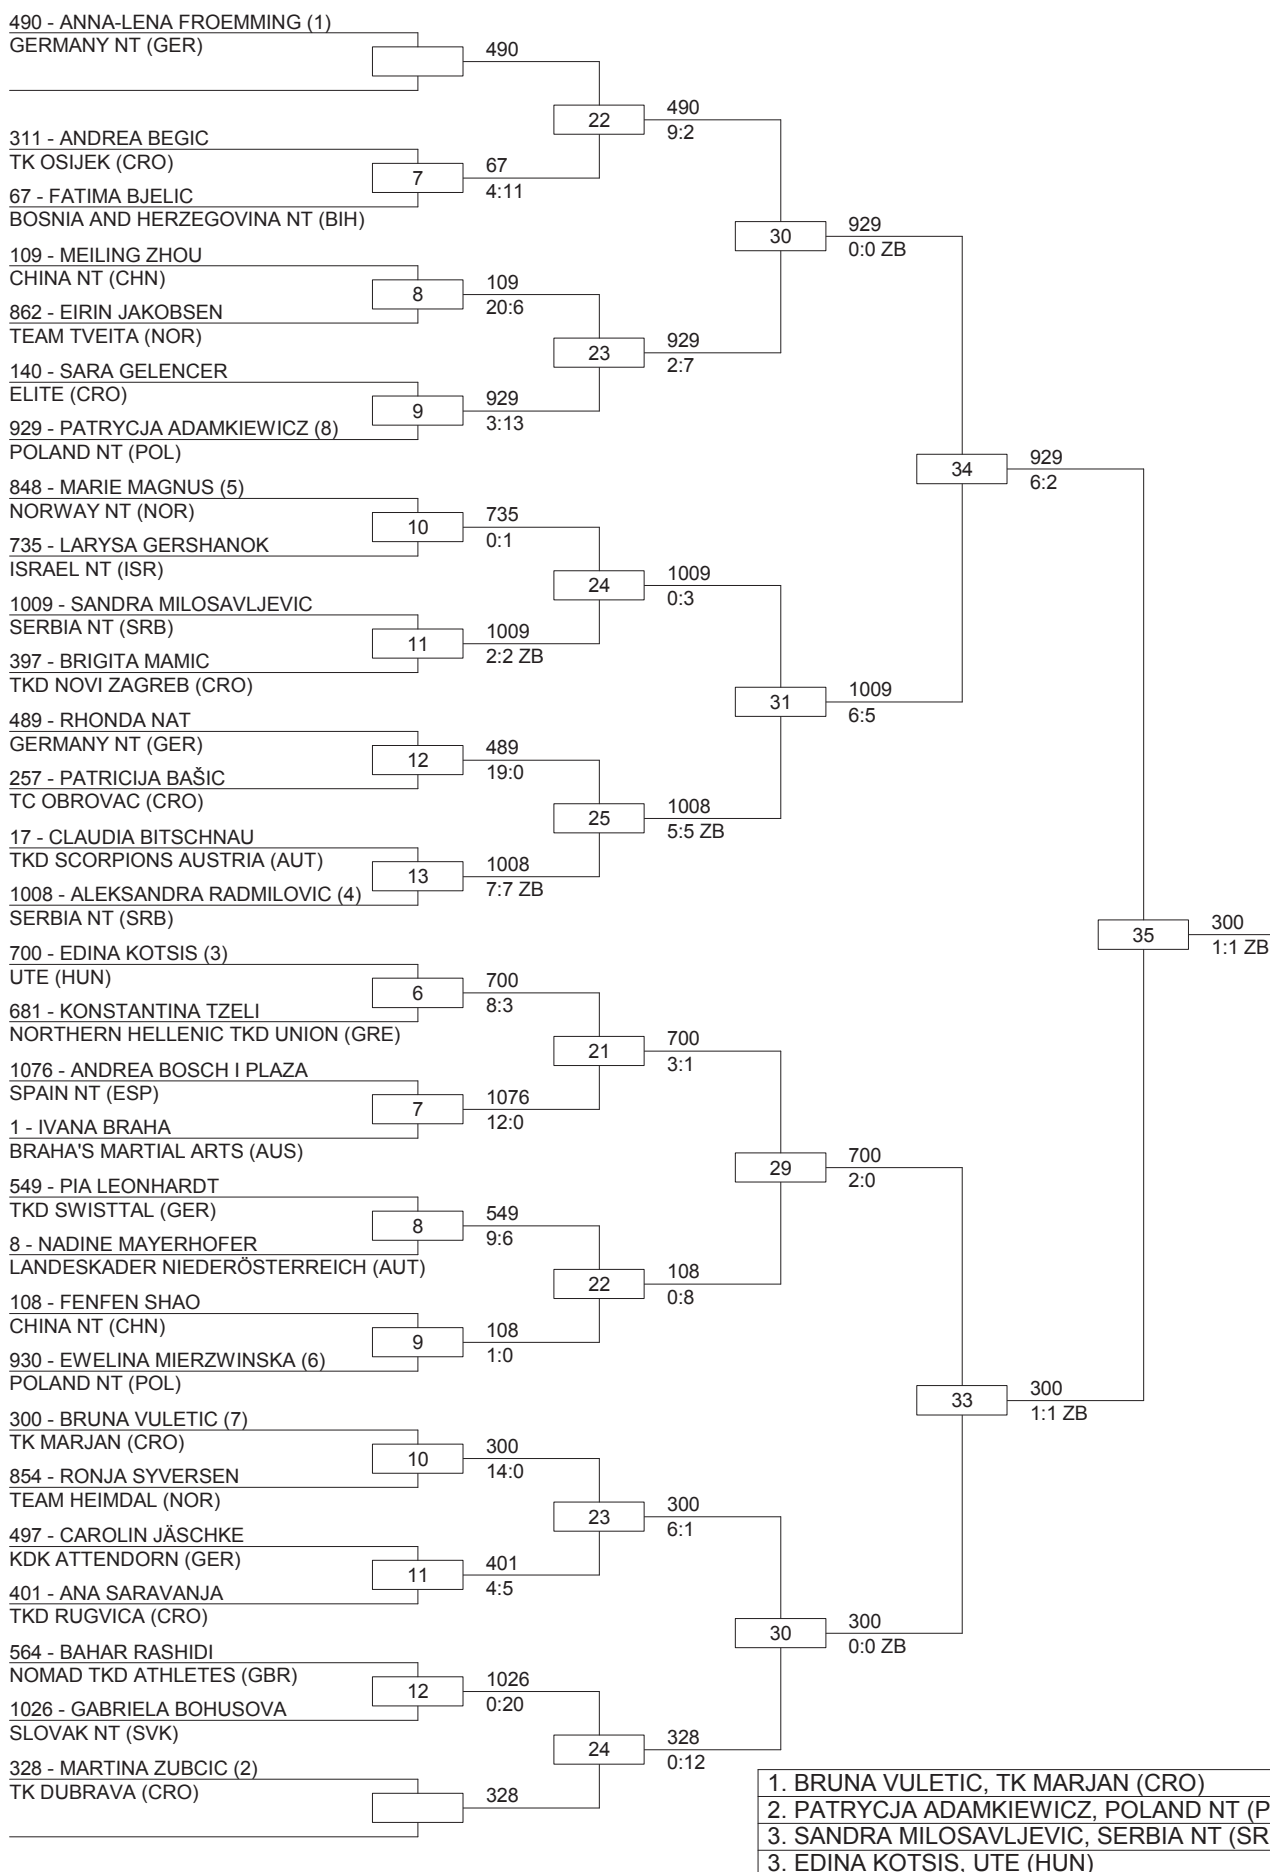 490 - ANNA-LENA FROEMMING (1)
GERMANY NT (GER)
490
22
490
9:2
311 - ANDREA BEGIC
TK OSIJEK (CRO)
7
67
4:11
67 - FATIMA BJELIC
BOSNIA AND HERZEGOVINA NT (BIH)
30
929
0:0 ZB
109 - MEILING ZHOU
CHINA NT (CHN)
8
109
20:6
862 - EIRIN JAKOBSEN
TEAM TVEITA (NOR)
23
929
2:7
140 - SARA GELENCER
ELITE (CRO)
9
929
3:13
929 - PATRYCJA ADAMKIEWICZ (8)
POLAND NT (POL)
34
929
6:2
848 - MARIE MAGNUS (5)
NORWAY NT (NOR)
10
735
0:1
735 - LARYSA GERSHANOK
ISRAEL NT (ISR)
24
1009
0:3
1009 - SANDRA MILOSAVLJEVIC
SERBIA NT (SRB)
11
1009
2:2 ZB
397 - BRIGITA MAMIC
TKD NOVI ZAGREB (CRO)
31
1009
6:5
489 - RHONDA NAT
GERMANY NT (GER)
12
489
19:0
257 - PATRICIJA BAŠIC
TC OBROVAC (CRO)
25
1008
5:5 ZB
17 - CLAUDIA BITSCHNAU
TKD SCORPIONS AUSTRIA (AUT)
13
1008
7:7 ZB
1008 - ALEKSANDRA RADMILOVIC (4)
SERBIA NT (SRB)
35
300
1:1 ZB
700 - EDINA KOTSIS (3)
UTE (HUN)
6
700
8:3
681 - KONSTANTINA TZELI
NORTHERN HELLENIC TKD UNION (GRE)
21
700
3:1
1076 - ANDREA BOSCH I PLAZA
SPAIN NT (ESP)
7
1076
12:0
1 - IVANA BRAHA
BRAHA'S MARTIAL ARTS (AUS)
29
700
2:0
549 - PIA LEONHARDT
TKD SWISTTAL (GER)
8
549
9:6
8 - NADINE MAYERHOFER
LANDESKADER NIEDERÖSTERREICH (AUT)
22
108
0:8
108 - FENFEN SHAO
CHINA NT (CHN)
9
108
1:0
930 - EWELINA MIERZWINSKA (6)
POLAND NT (POL)
33
300
1:1 ZB
300 - BRUNA VULETIC (7)
TK MARJAN (CRO)
10
300
14:0
854 - RONJA SYVERSEN
TEAM HEIMDAL (NOR)
23
300
6:1
497 - CAROLIN JÄSCHKE
KDK ATTENDORN (GER)
11
401
4:5
401 - ANA SARAVANJA
TKD RUGVICA (CRO)
30
300
0:0 ZB
564 - BAHAR RASHIDI
NOMAD TKD ATHLETES (GBR)
12
1026
0:20
1026 - GABRIELA BOHUSOVA
SLOVAK NT (SVK)
24
328
0:12
328 - MARTINA ZUBCIC (2)
TK DUBRAVA (CRO)
328
1. BRUNA VULETIC, TK MARJAN (CRO)
2. PATRYCJA ADAMKIEWICZ, POLAND NT (P
3. SANDRA MILOSAVLJEVIC, SERBIA NT (SR
3. EDINA KOTSIS, UTE (HUN)